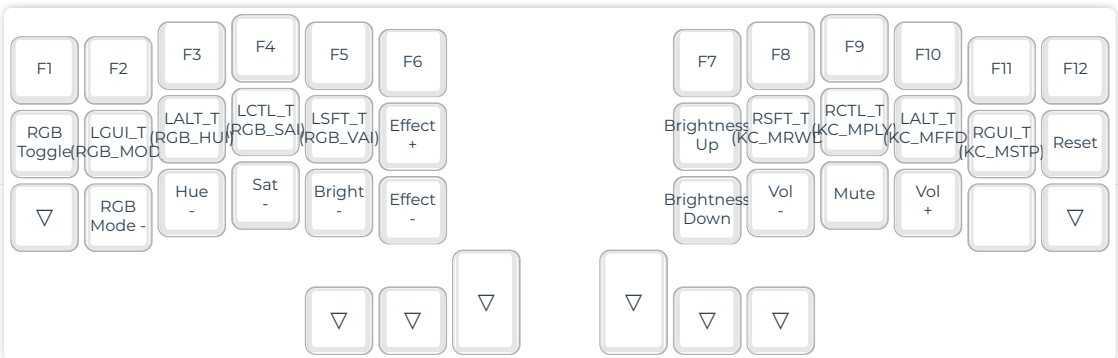 F1
F2
F3
F4
F5
F6
F7
F8
F9
F10
F11
F12
RGB
Toggle
LGUI_T
(RGB_MOD
LALT_T
(RGB_HUI)
LCTL_T
(RGB_SAI)
LSFT_T
(RGB_VAI)
Effect
+
Brightness
Up
RSFT_T
(KC_MRWD
RCTL_T
(KC_MPLY)
LALT_T
(KC_MFFD
RGUI_T
(KC_MSTP)
Reset
▽
RGB
Mode -
Hue
-
Sat
-
Bright
-
Effect
-
Brightness
Down
Vol
-
Mute
Vol
+
▽
▽
▽
▽
▽
▽
▽